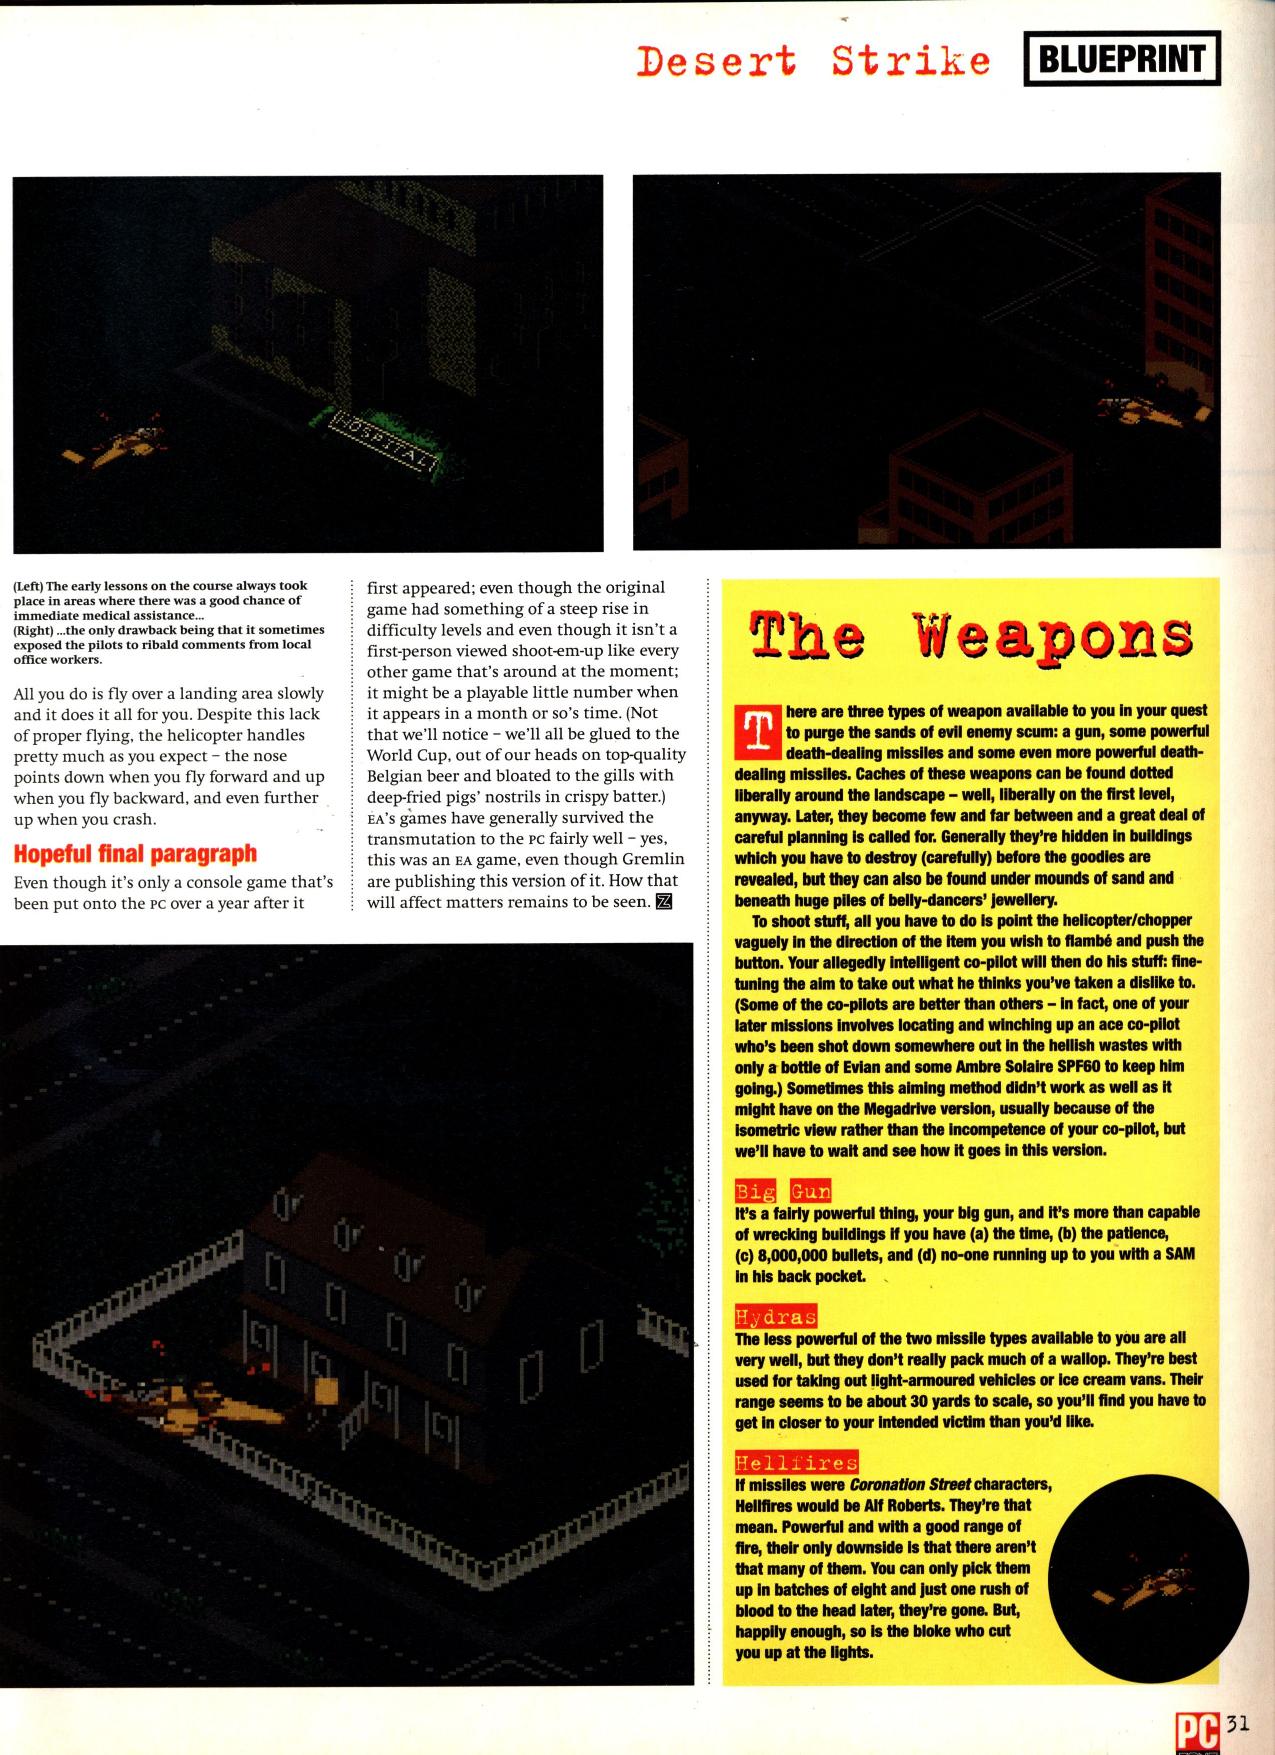 Desert Strike BLUEPRINT
HOSPITAL
(Left) The early lessons on the course always took
place in areas where there was a good chance of
immediate medical assistance...
(Right) ...the only drawback being that it sometimes
exposed the pilots to ribald comments from local
office workers.
All you do is fly over a landing area slowly
and it does it all for you. Despite this lack
of proper flying, the helicopter handles
pretty much as you expect – the nose
points down when you fly forward and up
when you fly backward, and even further
up when you crash.
Hopeful final paragraph
Even though it's only a console game that's
been put onto the PC over a year after it
first appeared; even though the original
game had something of a steep rise in
difficulty levels and even though it isn't a
first-person viewed shoot-em-up like every
other game that's around at the moment;
it might be a playable little number when
it appears in a month or so's time. (Not
that we'll notice – we'll all be glued to the
World Cup, out of our heads on top-quality
Belgian beer and bloated to the gills with
deep-fried pigs' nostrils in crispy batter.)
EA's games have generally survived the
transmutation to the PC fairly well – yes,
this was an EA game, even though Gremlin
are publishing this version of it. How that
will affect matters remains to be seen. Z
The Weapons
There are three types of weapon available to you in your quest
to purge the sands of evil enemy scum: a gun, some powerful
death-dealing missiles and some even more powerful death-
dealing missiles. Caches of these weapons can be found dotted
liberally around the landscape – well, liberally on the first level,
anyway. Later, they become few and far between and a great deal of
careful planning is called for. Generally they're hidden in buildings
which you have to destroy (carefully) before the goodies are
revealed, but they can also be found under mounds of sand and
beneath huge piles of belly-dancers' jewellery.
To shoot stuff, all you have to do is point the helicopter/chopper
vaguely in the direction of the item you wish to flambé and push the
button. Your allegedly intelligent co-pilot will then do his stuff: fine-
tuning the aim to take out what he thinks you've taken a dislike to.
(Some of the co-pilots are better than others – in fact, one of your
later missions involves locating and winching up an ace co-pilot
who's been shot down somewhere out in the hellish wastes with
only a bottle of Evian and some Ambre Solaire SPF60 to keep him
going.) Sometimes this aiming method didn't work as well as it
might have on the Megadrive version, usually because of the
isometric view rather than the incompetence of your co-pilot, but
we'll have to wait and see how it goes in this version.
Big Gun
It's a fairly powerful thing, your big gun, and it's more than capable
of wrecking buildings if you have (a) the time, (b) the patience,
(c) 8,000,000 bullets, and (d) no-one running up to you with a SAM
in his back pocket.
Hydras
The less powerful of the two missile types available to you are all
very well, but they don't really pack much of a wallop. They're best
used for taking out light-armoured vehicles or ice cream vans. Their
range seems to be about 30 yards to scale, so you'll find you have to
get in closer to your intended victim than you'd like.
Hellfires
If missiles were Coronation Street characters,
Hellfires would be Alf Roberts. They're that
mean. Powerful and with a good range of
fire, their only downside is that there aren't
that many of them. You can only pick them
up in batches of eight and just one rush of
blood to the head later, they're gone. But,
happily enough, so is the bloke who cut
you up at the lights.
PC 31